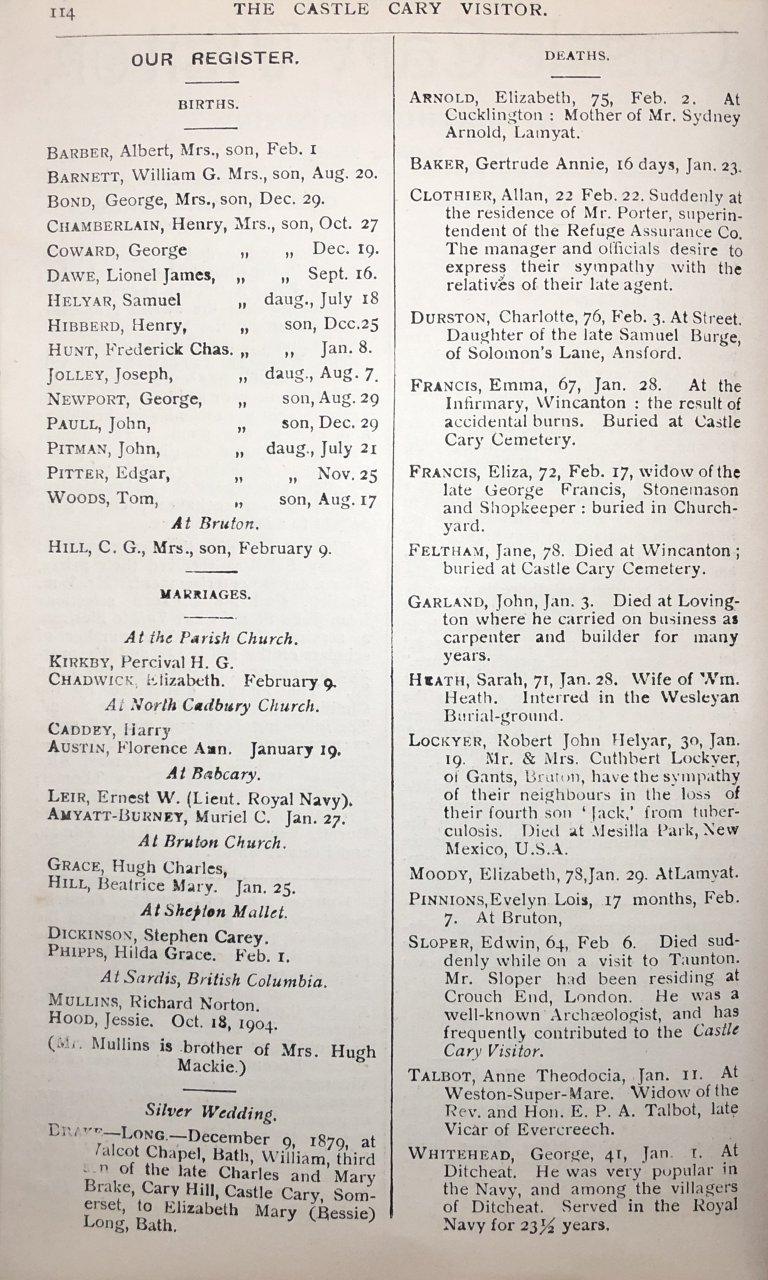 114
THE CASTLE CARY VISITOR.
OUR REGISTER.
BIRTHS.
BARBER, Albert, Mrs., son, Feb. 1
BARNETT, William G. Mrs., son, Aug. 20.
BOND, George, Mrs., son, Dec. 29.
CHAMBERLAIN, Henry, Mrs., son, Oct. 27
COWARD, George „ „ Dec. 19.
DAWE, Lionel James, „ „ Sept. 16.
HELYAR, Samuel „ daug., July 18
HIBBERD, Henry, „ son, Dec. 25
HUNT, Frederick Chas. „ „ Jan. 8.
JOLLEY, Joseph, „ daug., Aug. 7.
NEWPORT, George, „ son, Aug. 29
PAULL, John, „ son, Dec. 29
PITMAN, John, „ daug., July 21
PITTER, Edgar, „ „ Nov. 25
WOODS, Tom, „ son, Aug. 17
At Bruton.
HILL, C. G., Mrs., son, February 9.
MARRIAGES.
At the Parish Church.
KIRKBY, Percival H. G.
CHADWICK, Elizabeth. February 9.
At North Cadbury Church.
CADDEY, Harry
AUSTIN, Florence Ann. January 19.
At Babcary.
LEIR, Ernest W. (Lieut. Royal Navy).
AMYATT-BURNEY, Muriel C. Jan. 27.
At Bruton Church.
GRACE, Hugh Charles,
HILL, Beatrice Mary. Jan. 25.
At Shepton Mallet.
DICKINSON, Stephen Carey.
PHIPPS, Hilda Grace. Feb. 1.
At Sardis, British Columbia.
MULLINS, Richard Norton.
HOOD, Jessie. Oct. 18, 1904.
(Mr. Mullins is brother of Mrs. Hugh
Mackie.)
Silver Wedding.
BRAKE—LONG.—December 9, 1879, at
Walcot Chapel, Bath, William, third
son of the late Charles and Mary
Brake, Cary Hill, Castle Cary, Som-
erset, to Elizabeth Mary (Bessie)
Long, Bath.
DEATHS.
ARNOLD, Elizabeth, 75, Feb. 2. At
Cucklington : Mother of Mr. Sydney
Arnold, Lamyat.
BAKER, Gertrude Annie, 16 days, Jan. 23.
CLOTHIER, Allan, 22 Feb. 22. Suddenly at
the residence of Mr. Porter, superin-
tendent of the Refuge Assurance Co.
The manager and officials desire to
express their sympathy with the
relatives of their late agent.
DURSTON, Charlotte, 76, Feb. 3. At Street.
Daughter of the late Samuel Burge,
of Solomon's Lane, Ansford.
FRANCIS, Emma, 67, Jan. 28. At the
Infirmary, Wincanton : the result of
accidental burns. Buried at Castle
Cary Cemetery.
FRANCIS, Eliza, 72, Feb. 17, widow of the
late George Francis, Stonemason
and Shopkeeper : buried in Church-
yard.
FELTHAM, Jane, 78. Died at Wincanton ;
buried at Castle Cary Cemetery.
GARLAND, John, Jan. 3. Died at Loving-
ton where he carried on business as
carpenter and builder for many
years.
HEATH, Sarah, 71, Jan. 28. Wife of Wm.
Heath. Interred in the Wesleyan
Burial-ground.
LOCKYER, Robert John Helyar, 30, Jan.
19. Mr. & Mrs. Cuthbert Lockyer,
of Gants, Bruton, have the sympathy
of their neighbours in the loss of
their fourth son 'Jack,' from tuber-
culosis. Died at Mesilla Park, New
Mexico, U.S.A.
MOODY, Elizabeth, 78, Jan. 29. At Lamyat.
PINNIONS, Evelyn Lois, 17 months, Feb.
7. At Bruton,
SLOPER, Edwin, 64, Feb 6. Died sud-
denly while on a visit to Taunton.
Mr. Sloper had been residing at
Crouch End, London. He was a
well-known Archæologist, and has
frequently contributed to the Castle
Cary Visitor.
TALBOT, Anne Theodocia, Jan. 11. At
Weston-Super-Mare. Widow of the
Rev. and Hon. E. P. A. Talbot, late
Vicar of Evercreech.
WHITEHEAD, George, 41, Jan. 1. At
Ditcheat. He was very popular in
the Navy, and among the villagers
of Ditcheat. Served in the Royal
Navy for 23½ years.